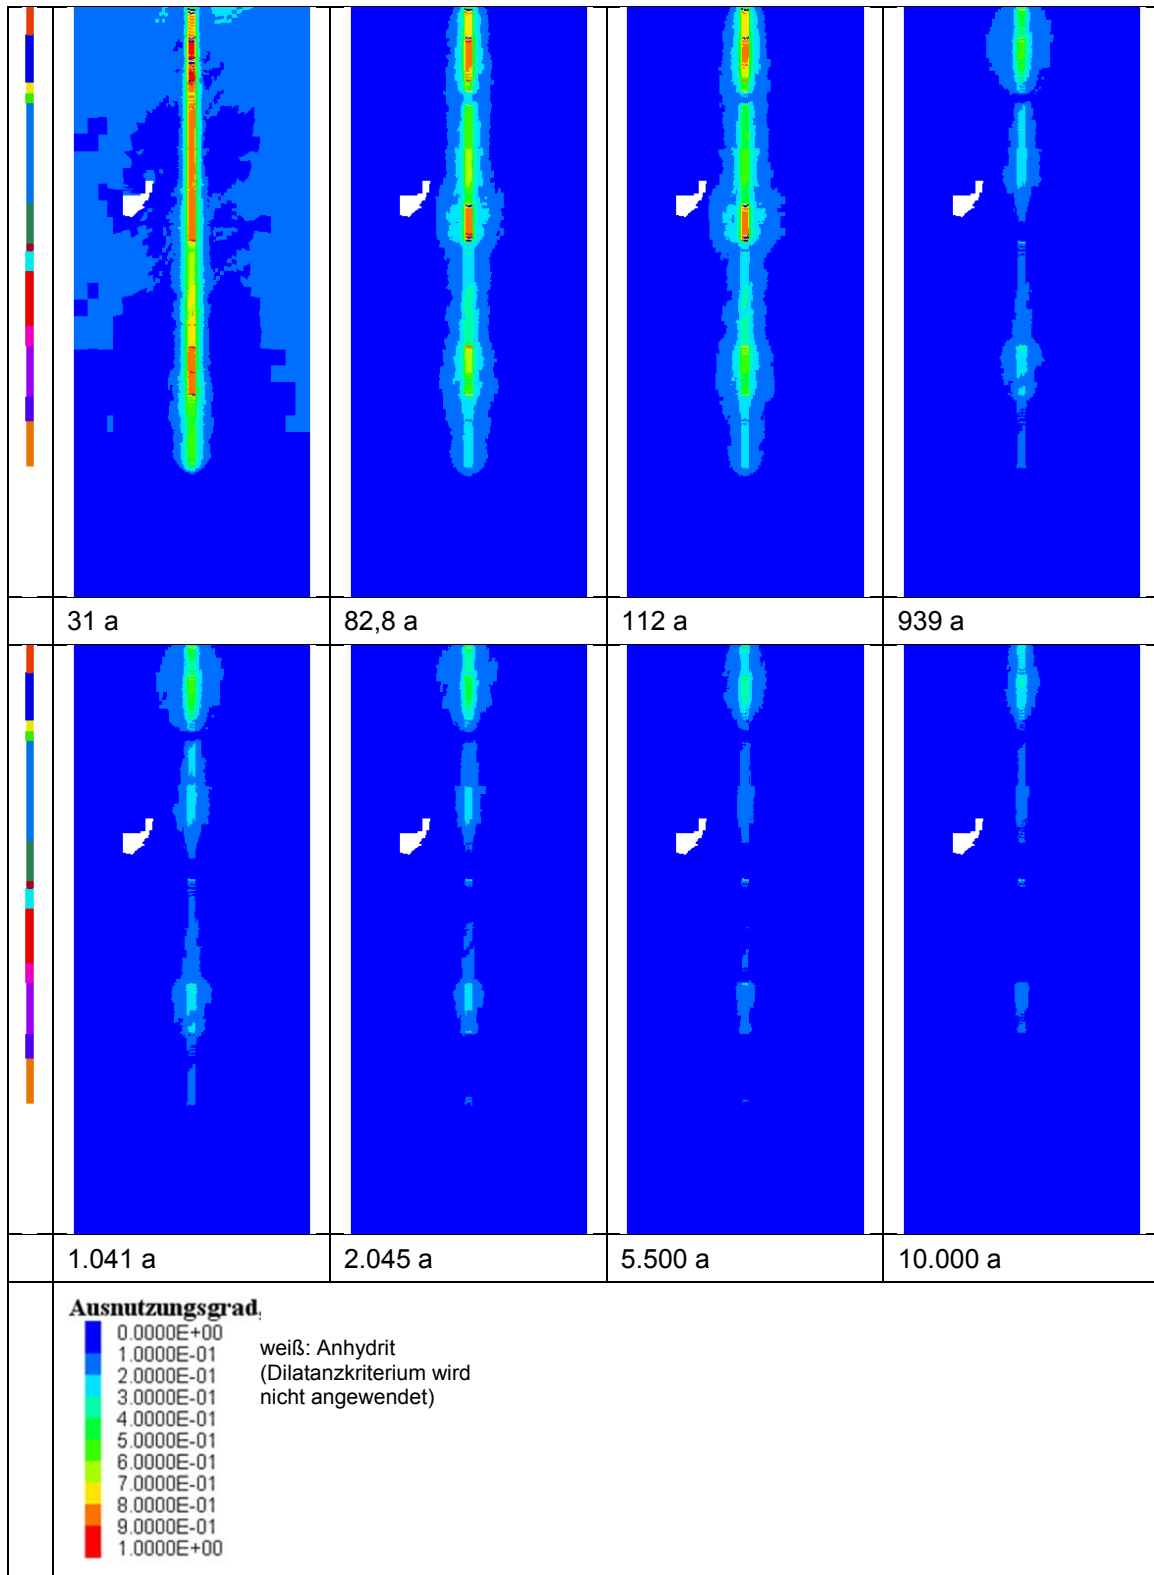 31 a
82,8 a
112 a
939 a
1.041 a
2.045 a
5.500 a
10.000 a
Ausnutzungsgrad
0.0000E+00
1.0000E-01
2.0000E-01
3.0000E-01
4.0000E-01
5.0000E-01
6.0000E-01
7.0000E-01
8.0000E-01
9.0000E-01
1.0000E+00
weiß: Anhydrit
(Dilatanzkriterium wird
nicht angewendet)